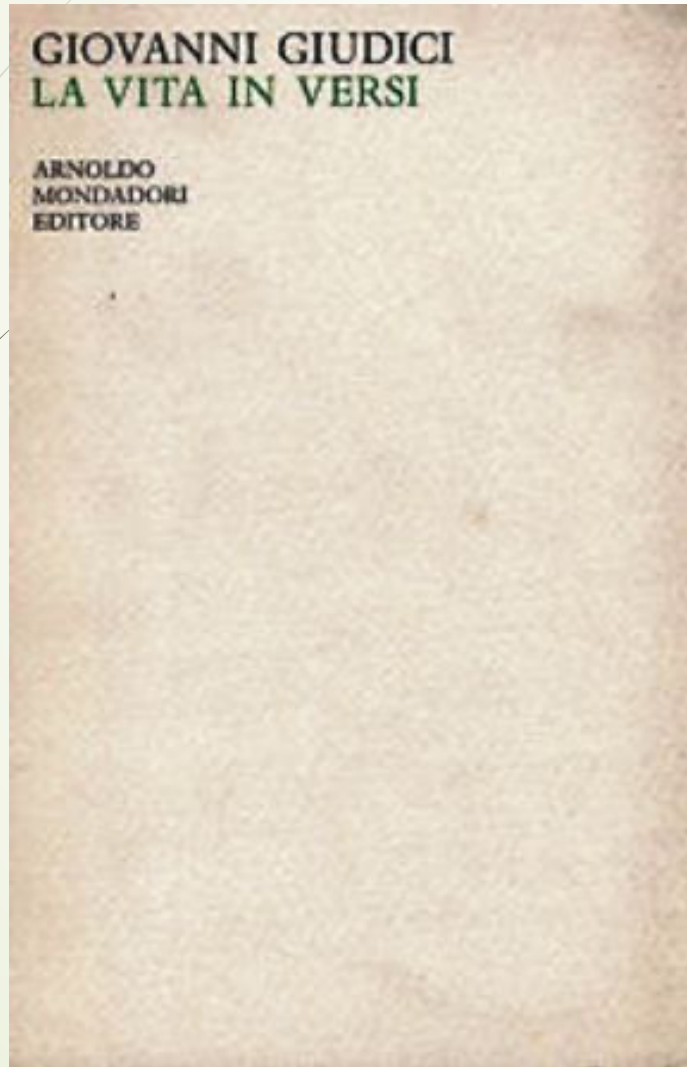 GIOVANNI GIUDICI
LA VITA IN VERSI
ARNOLDO
MONDADORI
EDITORE